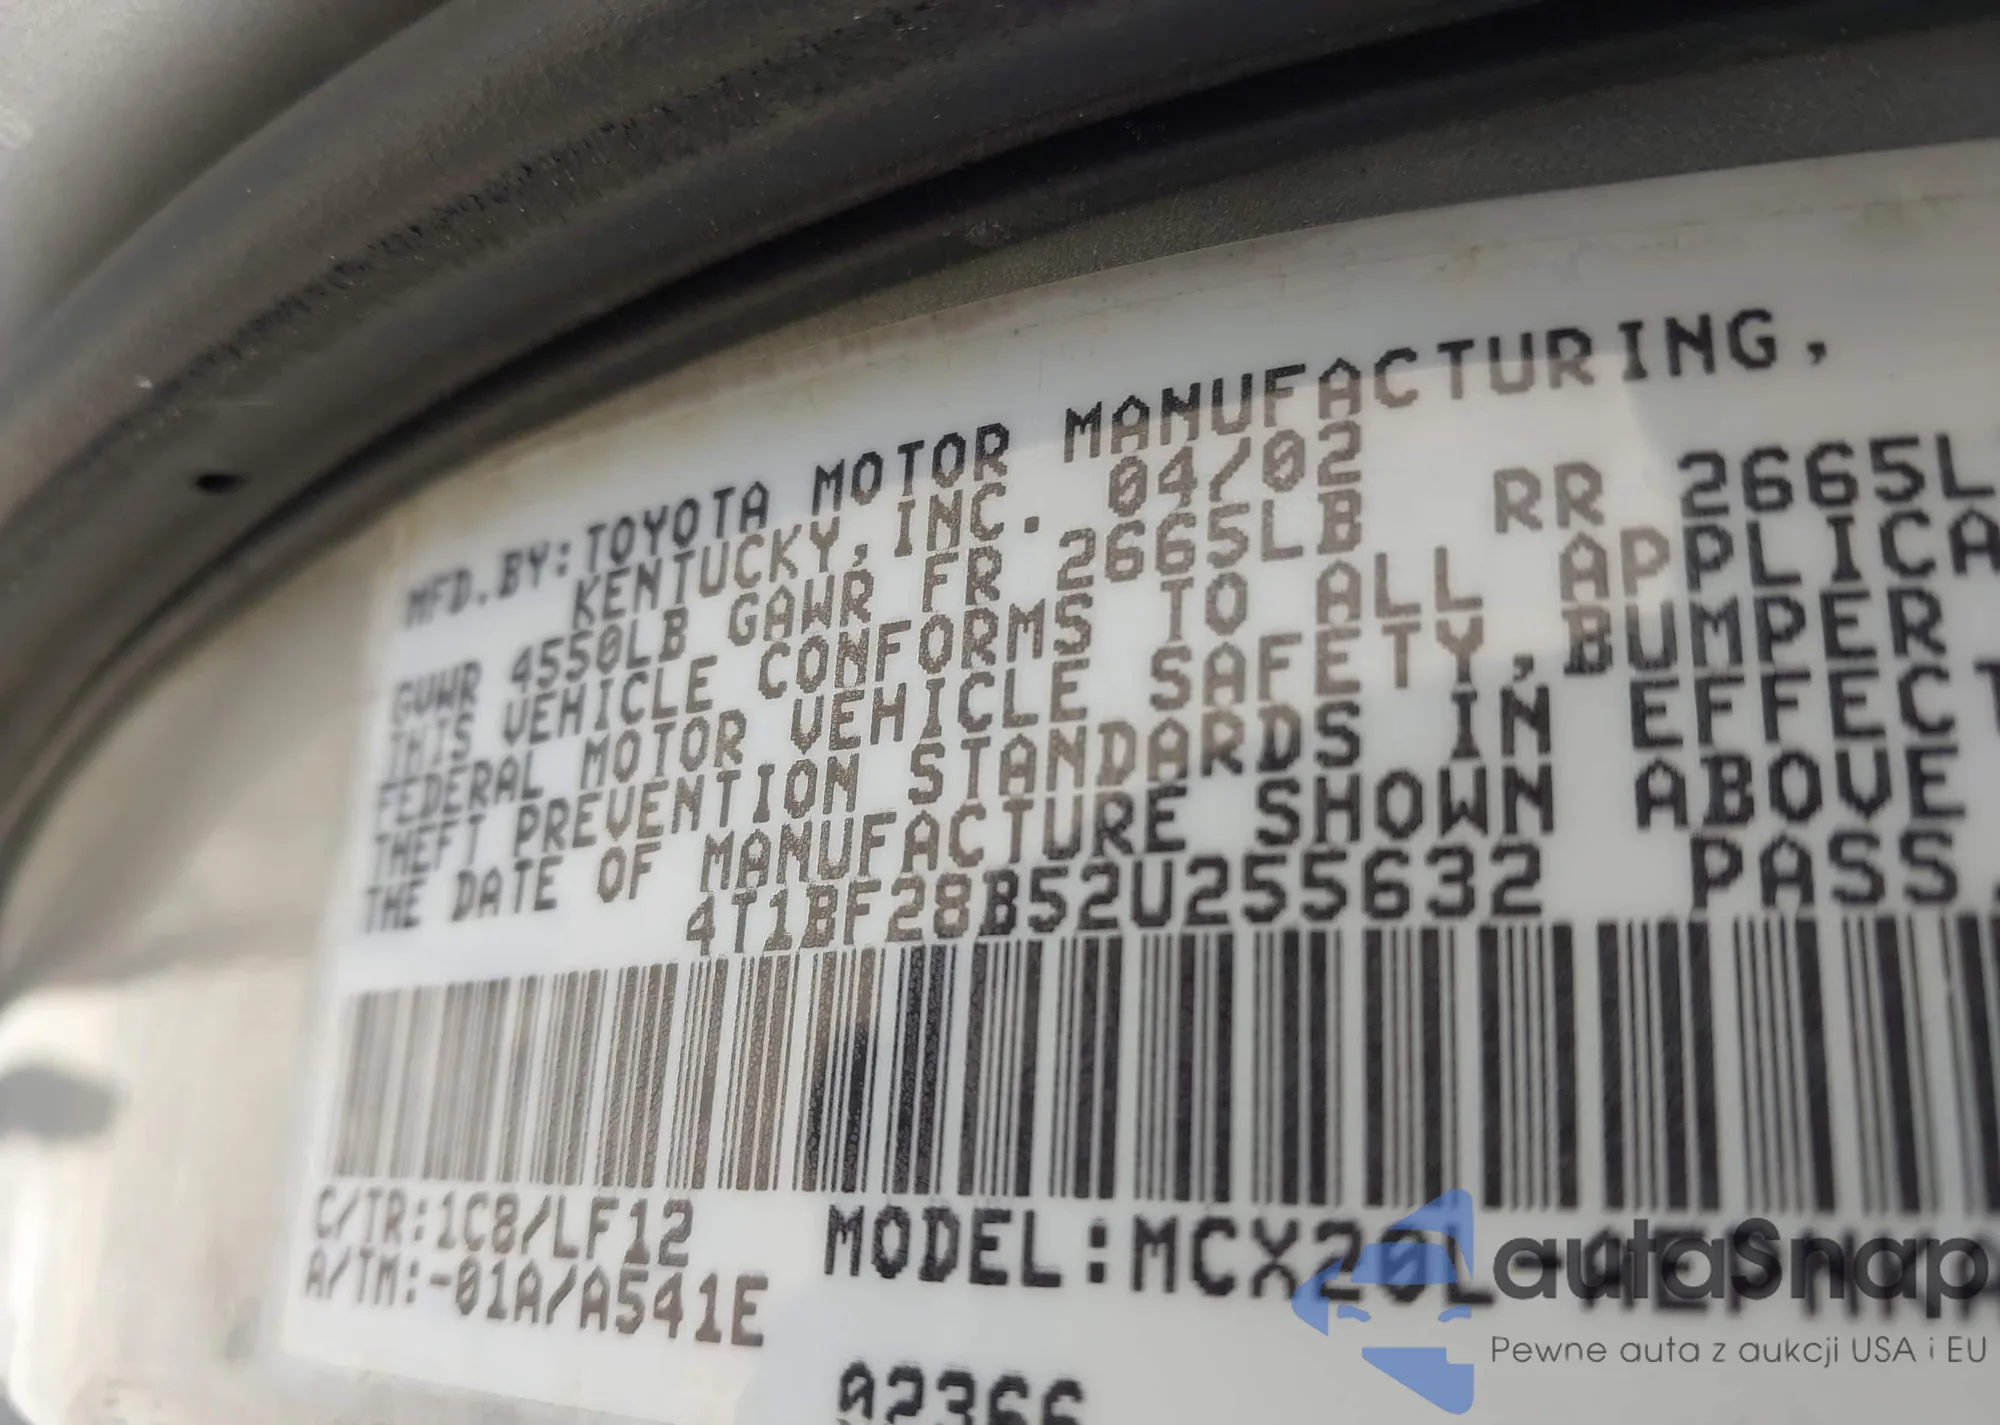 MFD.BY:TOYOTA MOTOR MANUFACTURING,
KENTUCKY,INC. 04/02
GVWR 4550LB GAWR FR 2665LB RR 2665L
THIS VEHICLE CONFORMS TO ALL APPLICA
FEDERAL MOTOR VEHICLE SAFETY,BUMPER
THEFT PREVENTION STANDARDS IN EFFECT
THE DATE OF MANUFACTURE SHOWN ABOVE
4T1BF28B52U255632 PASS.
C/TR:1C8/LF12 MODEL:MCX20L-
A/TM:-01A/A541E
02366
autaSnap
Pewne auta z aukcji USA i EU